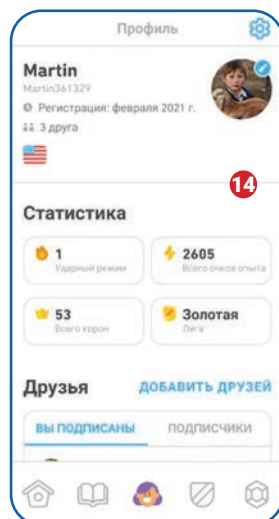 Профиль
Martin
Martin361329
Регистрация: февраля 2021 г.
3 друга
14
Статистика
1
Ударный режим
2605
Всего очков опыта
53
Всего корон
Золотая
Лига
Друзья
ДОБАВИТЬ ДРУЗЕЙ
ВЫ ПОДПИСАНЫ
ПОДПИСЧИКИ